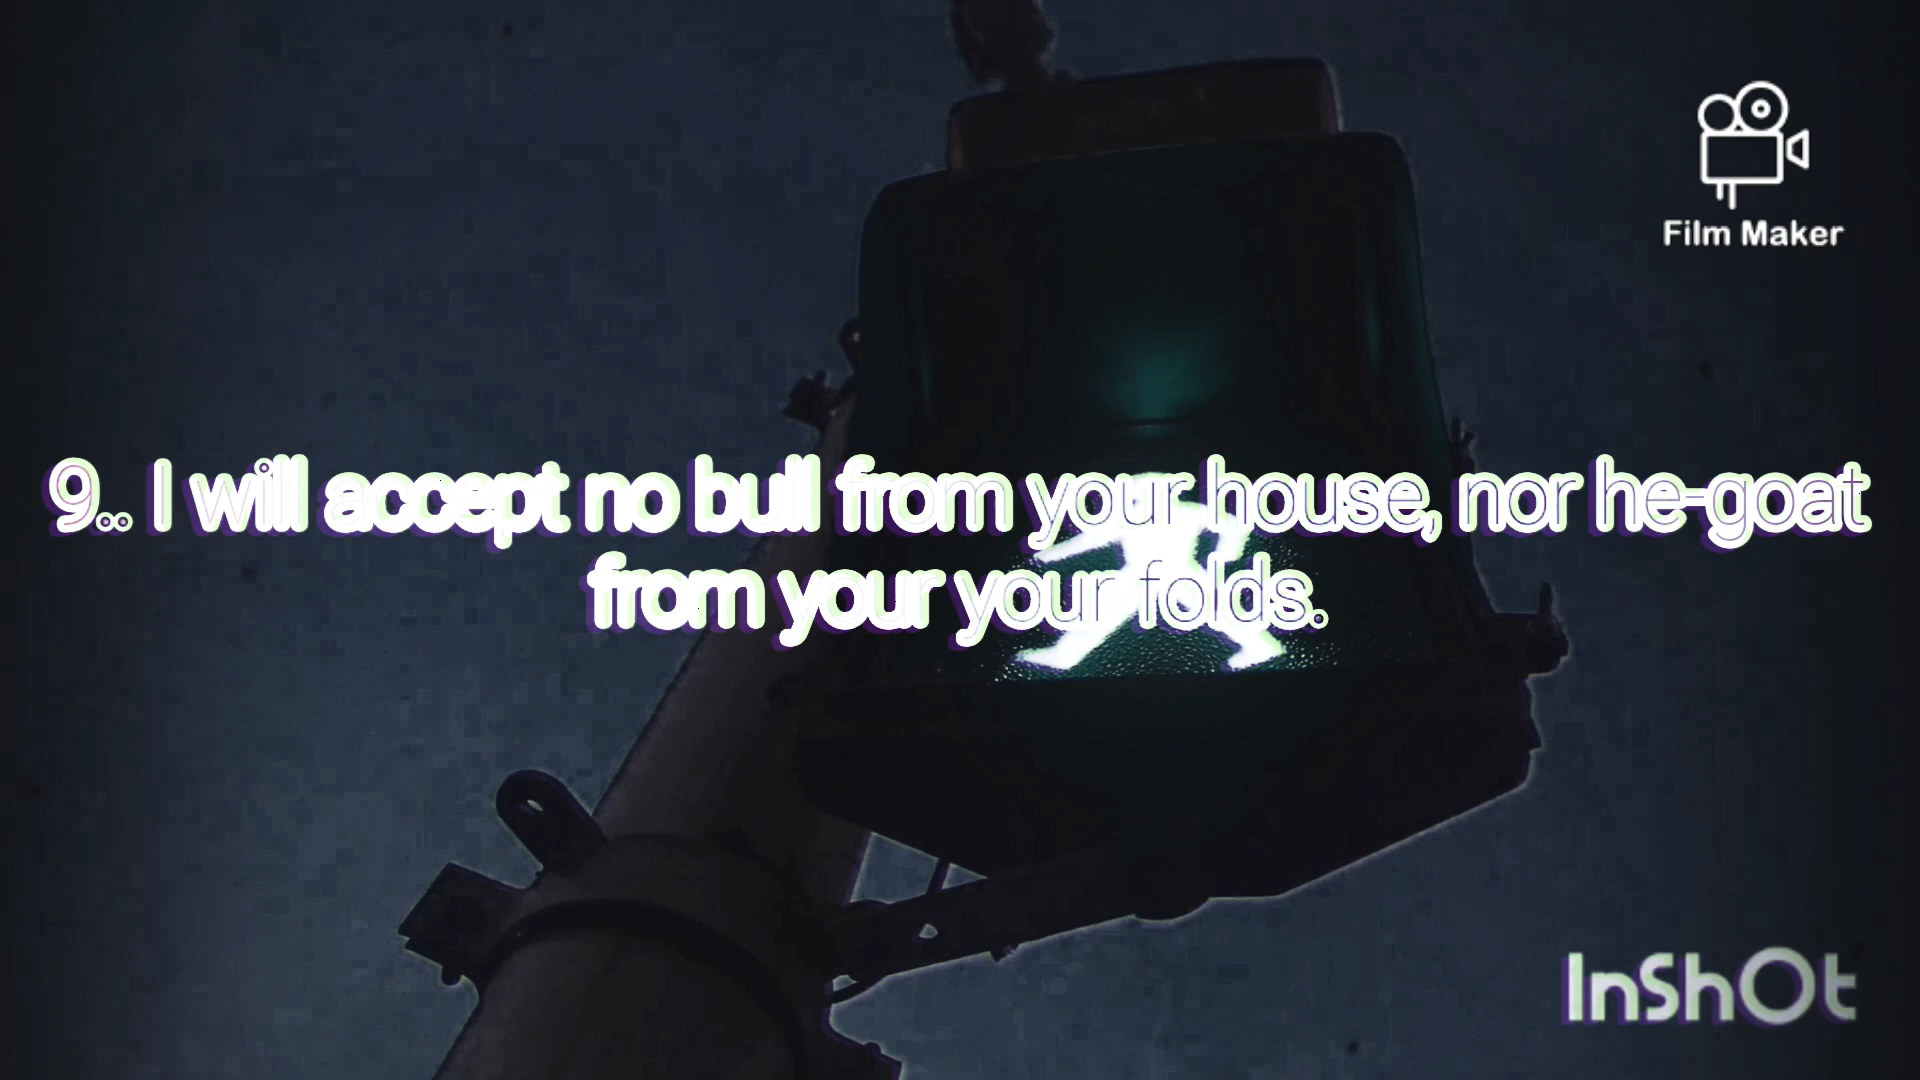 Film Maker
9.. I will accept no bull from your house, nor he-goat
from your your folds.
InShOt